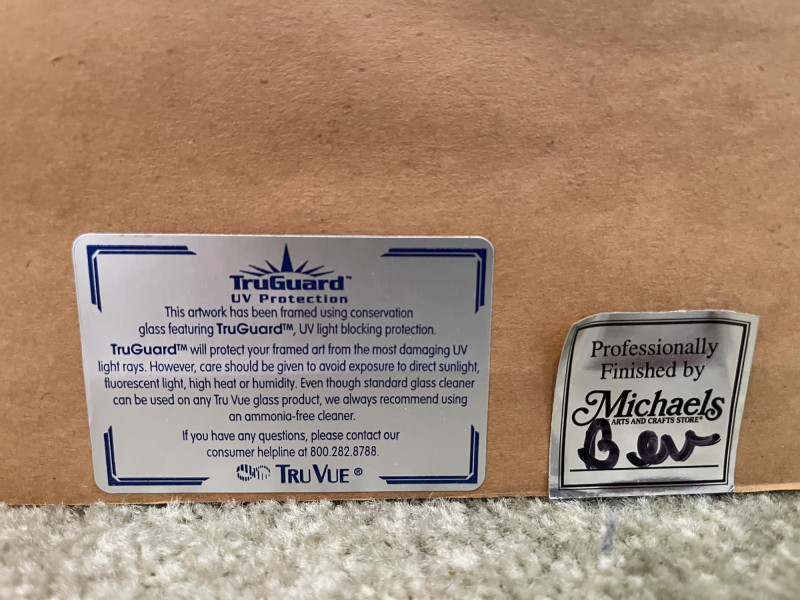 TruGuard™
UV Protection
This artwork has been framed using conservation
glass featuring TruGuard™, UV light blocking protection.
TruGuard™ will protect your framed art from the most damaging UV
light rays. However, care should be given to avoid exposure to direct sunlight,
fluorescent light, high heat or humidity. Even though standard glass cleaner
can be used on any Tru Vue glass product, we always recommend using
an ammonia-free cleaner.
If you have any questions, please contact our
consumer helpline at 800.282.8788.
TRU VUE ®
Professionally
Finished by
Michaels
ARTS AND CRAFTS STORE®
Bev